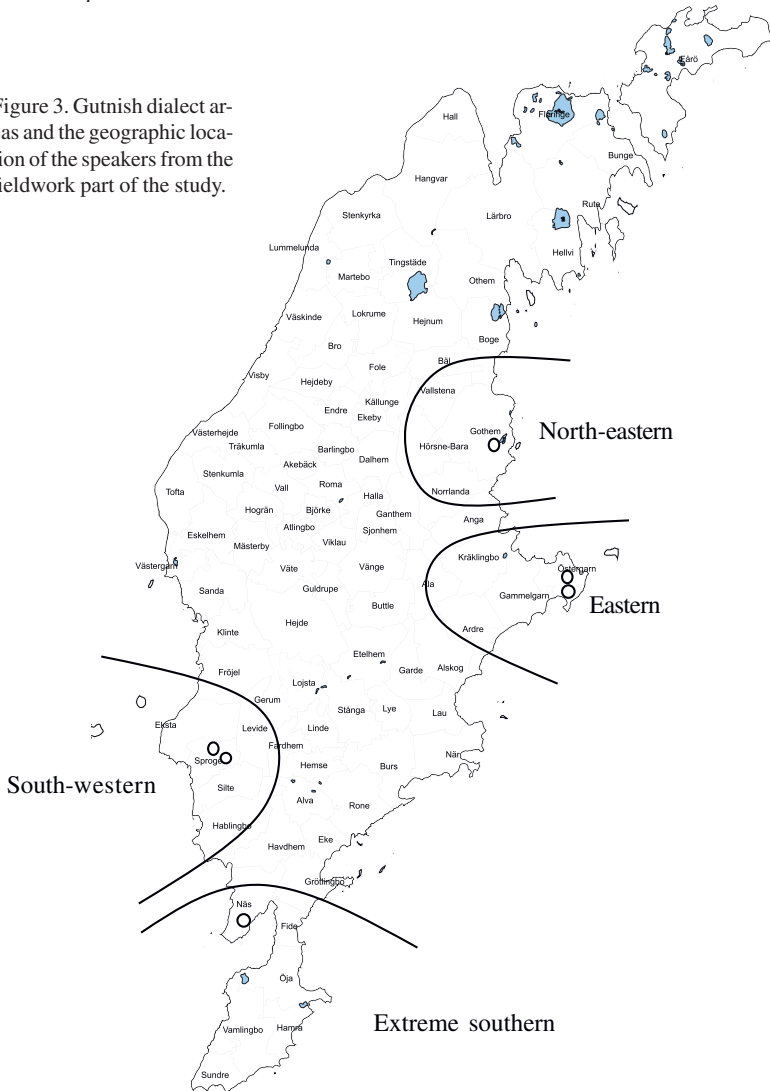 Figure 3. Gutnish dialect ar-
eas and the geographic loca-
tion of the speakers from the
fieldwork part of the study.
Fårö
Hall
Fleringe
Bunge
Hangvar
Rute
Stenkyrka
Lärbro
Lummelunda
Hellvi
Tingstäde
Martebo
Othem
Väskinde
Lokrume
Hejnum
Boge
Bro
Bäl
Fole
Visby
Hejdeby
Vallstena
Källunge
Endre
Ekeby
Follingbo
Västerhejde
Gothem
North-eastern
Träkumla
Barlingbo
Hörsne-Bara
Dalhem
Akebäck
Stenkumla
Roma
Tofta
Vall
Halla
Norrlanda
Hogrän
Björke
Ganthem
Anga
Atlingbo
Sjonhem
Eskelhem
Viklau
Mästerby
Kräklingbo
Västergarn
Väte
Vänge
Östergarn
Ala
Sanda
Guldrupe
Gammelgarn
Eastern
Buttle
Hejde
Ardre
Klinte
Etelhem
Fröjel
Garde
Alskog
Lojsta
Gerum
Stånga
Lye
Lau
Eksta
Levide
Linde
Fardhem
När
Sproge
Hemse
Burs
South-western
Silte
Alva
Rone
Hablingbo
Eke
Havdhem
Grötlingbo
Näs
Fide
Öja
Vamlingbo
Hamra
Extreme southern
Sundre